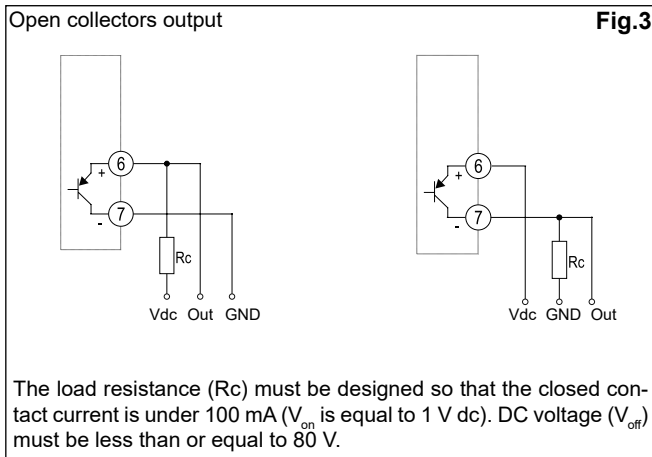 Open collectors output Fig.3
6 6
+ +
7 7
- -
Rc Rc
Vdc Out GND Vdc GND Out
The load resistance (Rc) must be designed so that the closed con-
tact current is under 100 mA (Von is equal to 1 V dc). DC voltage (Voff)
must be less than or equal to 80 V.